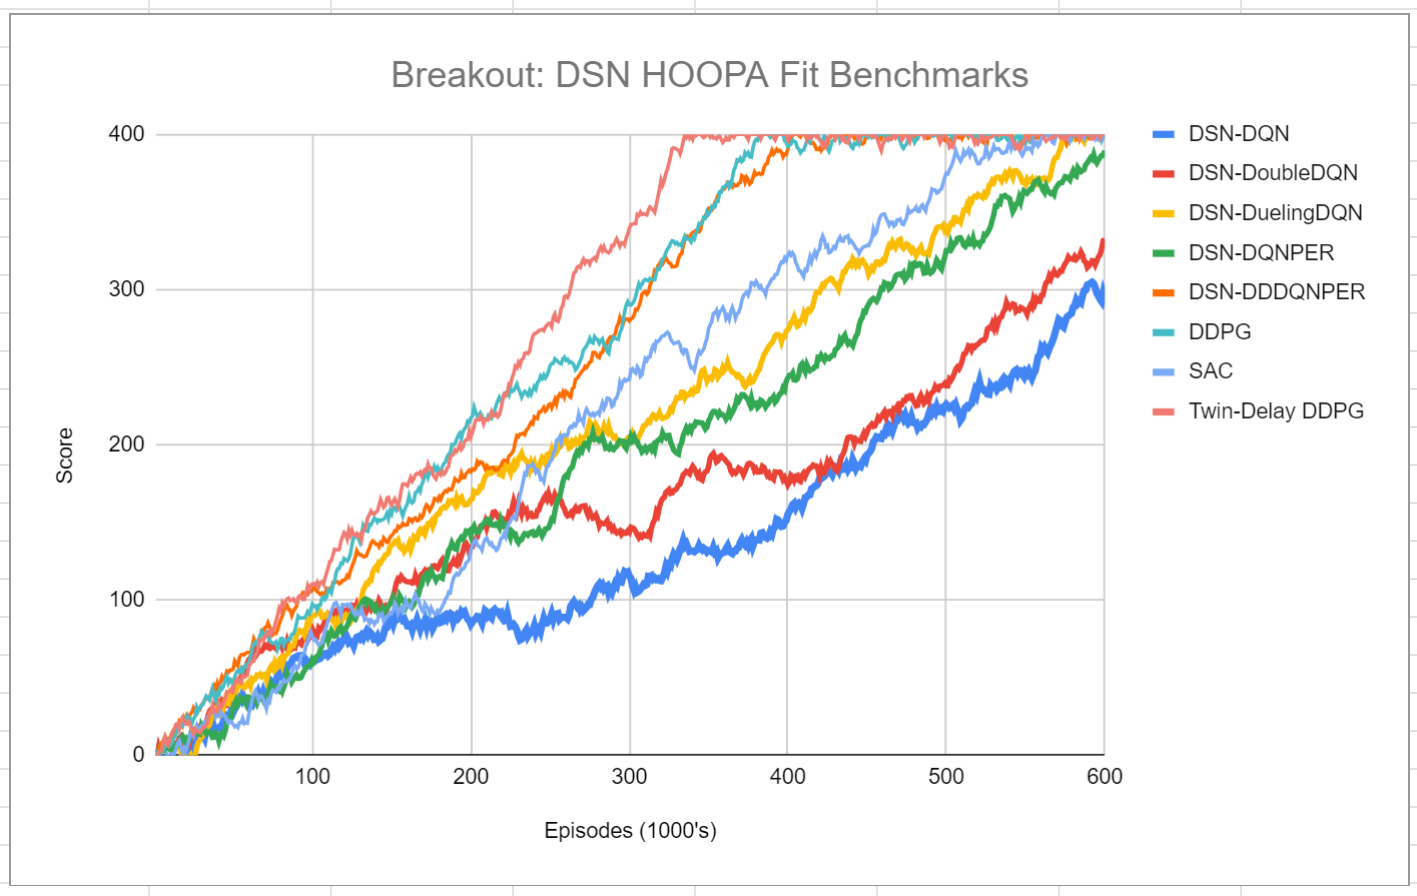 Breakout: DSN HOOPA Fit Benchmarks
400
300
200
100
0
Score
100 200 300 400 500 600
Episodes (1000's)
DSN-DQN
DSN-DoubleDQN
DSN-DuelingDQN
DSN-DQNPER
DSN-DDDQNPER
DDPG
SAC
Twin-Delay DDPG